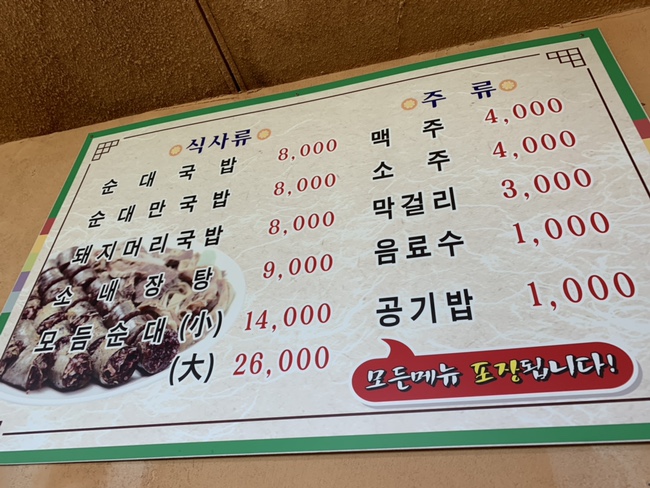 식사류
순대국밥 8,000
순대만국밥 8,000
돼지머리국밥 8,000
소내장탕 9,000
모듬순대 (小) 14,000
(大) 26,000
주류
맥주 4,000
소주 4,000
막걸리 3,000
음료수 1,000
공기밥 1,000
모든메뉴 포장됩니다!